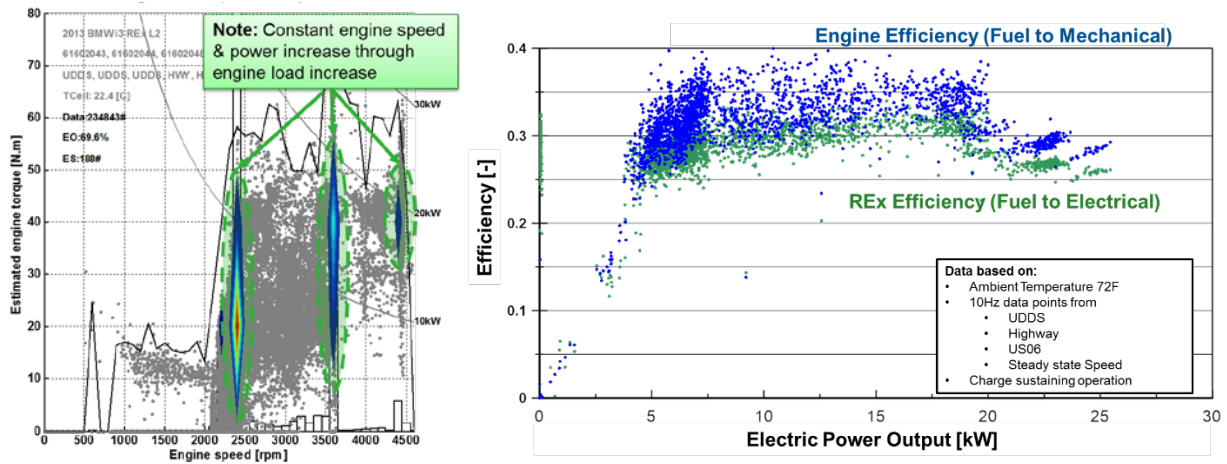 Note: Constant engine speed
& power increase through
engine load increase
2013 BMWi3 REx L2
61602043, 61602044, 6160204
UDDS, UDDS, UDDS, HWY, H
TCell: 22.4 [C]
Data:234843#
EO:69.6%
ES:188#
30kW
20kW
10kW
80
70
60
50
40
30
20
10
0
Estimated engine torque [N.m]
0
500
1000
1500
2000
2500
3000
3500
4000
4500
Engine speed [rpm]
Engine Efficiency (Fuel to Mechanical)
REx Efficiency (Fuel to Electrical)
0.4
0.3
0.2
0.1
0
Efficiency [-]
Data based on:
• Ambient Temperature 72F
• 10Hz data points from
• UDDS
• Highway
• US06
• Steady state Speed
• Charge sustaining operation
0
5
10
15
20
25
30
Electric Power Output [kW]